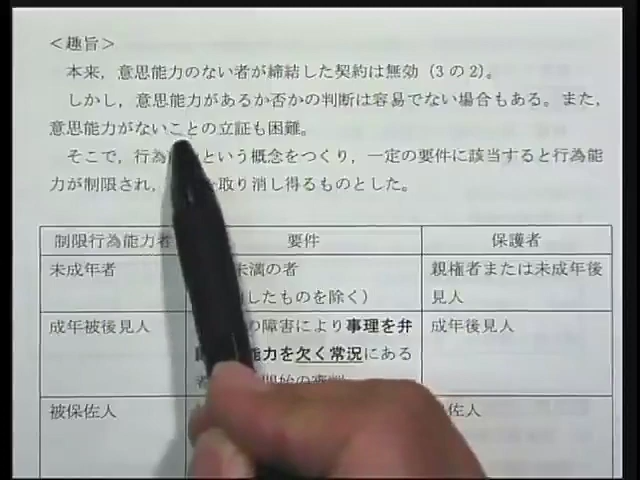 ＜趣旨＞
本来，意思能力のない者が締結した契約は無効（3の2）。
しかし，意思能力があるか否かの判断は容易でない場合もある。また，
意思能力がないことの立証も困難。
そこで，行為 という概念をつくり，一定の要件に該当すると行為能
力が制限され， を取り消し得るものとした。
制限行為能力者 要件 保護者
未成年者 未満の者 親権者または未成年後
したものを除く） 見人
成年被後見人 の障害により事理を弁 成年後見人
能力を欠く常況にある
開始の審判
被保佐人 佐人